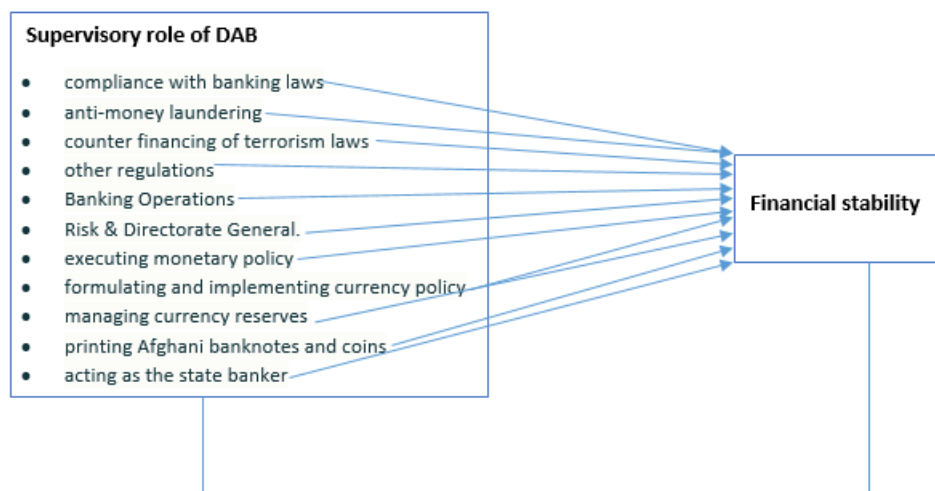 Supervisory role of DAB
• compliance with banking laws
• anti-money laundering
• counter financing of terrorism laws
• other regulations
• Banking Operations
• Risk & Directorate General.
• executing monetary policy
• formulating and implementing currency policy
• managing currency reserves
• printing Afghani banknotes and coins
• acting as the state banker
Financial stability